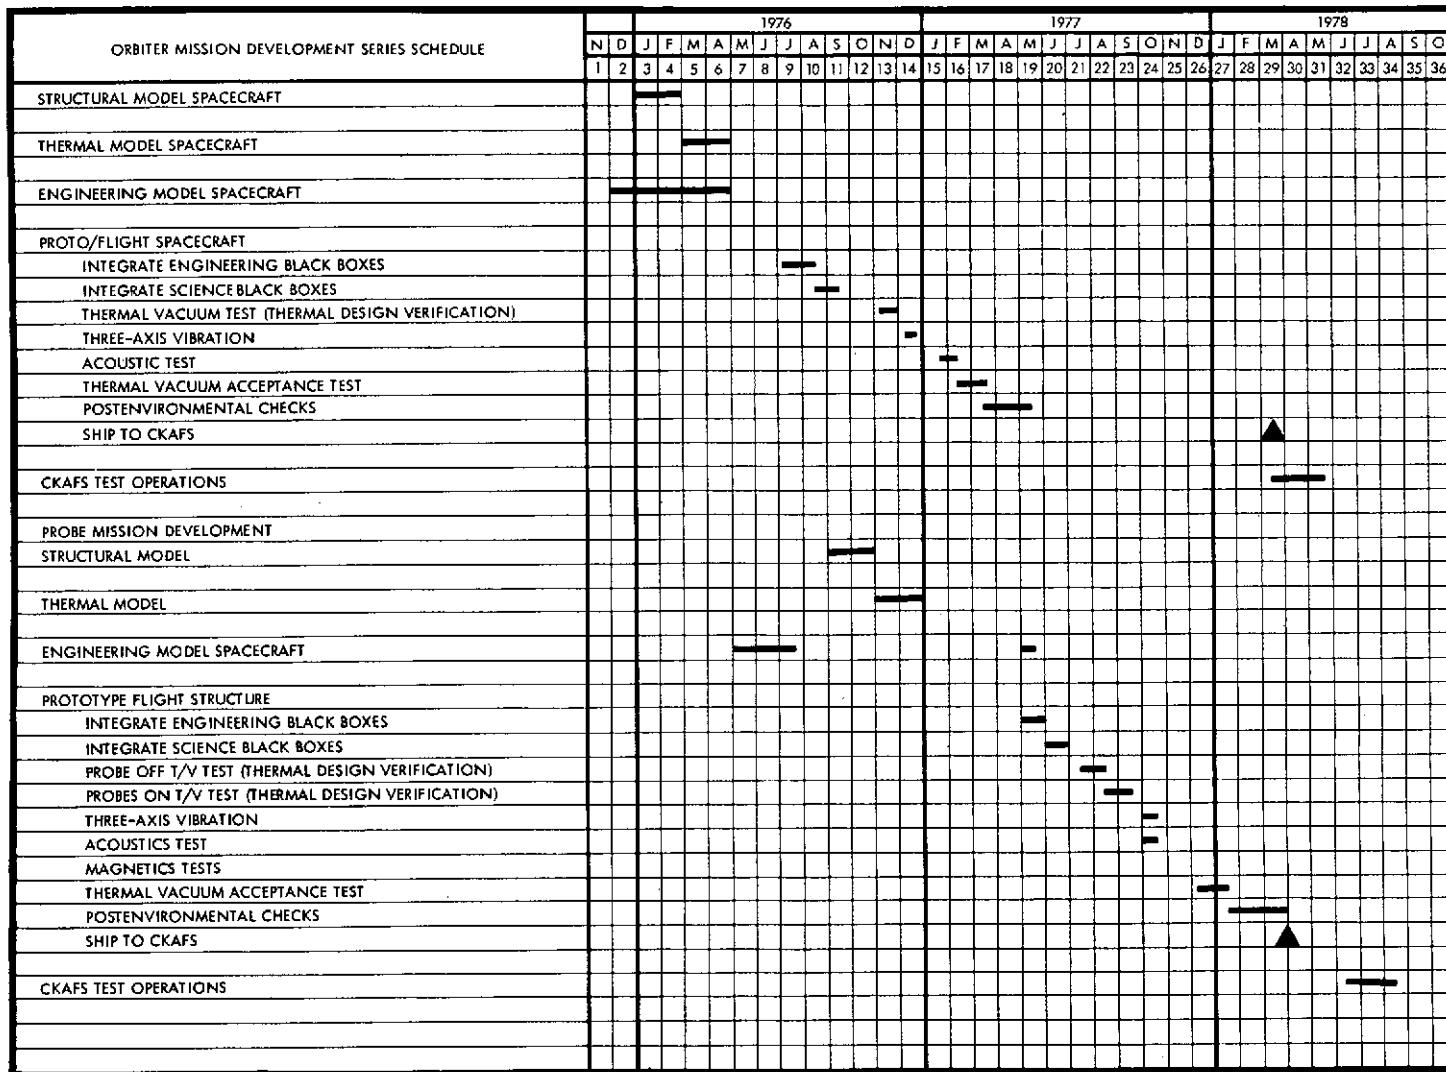 1976 1977 1978
ORBITER MISSION DEVELOPMENT SERIES SCHEDULE
N D J F M A M J J A S O N D J F M A M J J A S O N D J F M A M J J A S O
1 2 3 4 5 6 7 8 9 10 11 12 13 14 15 16 17 18 19 20 21 22 23 24 25 26 27 28 29 30 31 32 33 34 35 36
STRUCTURAL MODEL SPACECRAFT
THERMAL MODEL SPACECRAFT
ENGINEERING MODEL SPACECRAFT
PROTO/FLIGHT SPACECRAFT
INTEGRATE ENGINEERING BLACK BOXES
INTEGRATE SCIENCE BLACK BOXES
THERMAL VACUUM TEST (THERMAL DESIGN VERIFICATION)
THREE-AXIS VIBRATION
ACOUSTIC TEST
THERMAL VACUUM ACCEPTANCE TEST
POSTENVIRONMENTAL CHECKS
SHIP TO CKAFS
CKAFS TEST OPERATIONS
PROBE MISSION DEVELOPMENT
STRUCTURAL MODEL
THERMAL MODEL
ENGINEERING MODEL SPACECRAFT
PROTOTYPE FLIGHT STRUCTURE
INTEGRATE ENGINEERING BLACK BOXES
INTEGRATE SCIENCE BLACK BOXES
PROBE OFF T/V TEST (THERMAL DESIGN VERIFICATION)
PROBES ON T/V TEST (THERMAL DESIGN VERIFICATION)
THREE-AXIS VIBRATION
ACOUSTICS TEST
MAGNETICS TESTS
THERMAL VACUUM ACCEPTANCE TEST
POSTENVIRONMENTAL CHECKS
SHIP TO CKAFS
CKAFS TEST OPERATIONS